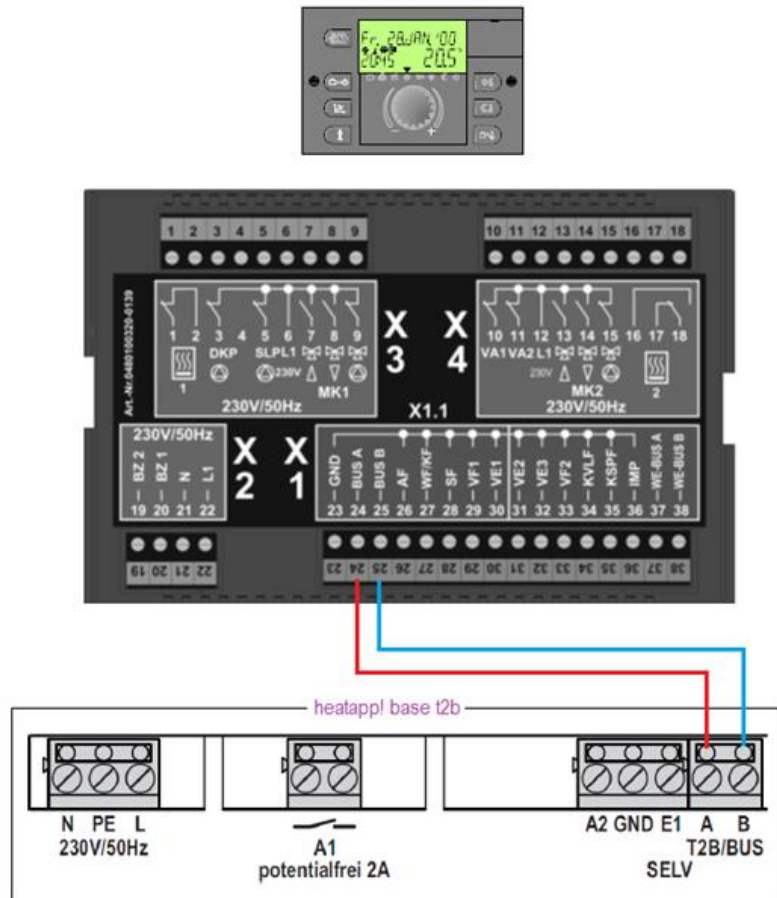 Fr. 28.JAN.'00
20:45 20.5°
Art.-Nr.0480100320-0139
1 2 3 4 5 6 7 8 9
10 11 12 13 14 15 16 17 18
1 2 3 4 5 6 7 8 9
DKP SLP L1
230V
1 MK1
230V/50Hz
X 3
X 4
10 11 12 13 14 15 16 17 18
VA1 VA2 L1
230V
MK2 2
230V/50Hz
X1.1
230V/50Hz
19 BZ 2
20 BZ 1
21 N
22 L1
X 2
X 1
23 GND
24 BUS A
25 BUS B
26 AF
27 WF/KF
28 SF
29 VF1
30 VE1
31 VE2
32 VE3
33 VF2
34 KVLF
35 KSPF
36 IMP
37 WE-BUS A
38 WE-BUS B
19 20 21 22
23 24 25 26 27 28 29 30 31 32 33 34 35 36 37 38
heatapp! base t2b
N PE L
230V/50Hz
A1
potentialfrei 2A
A2 GND E1 A B
T2B/BUS
SELV